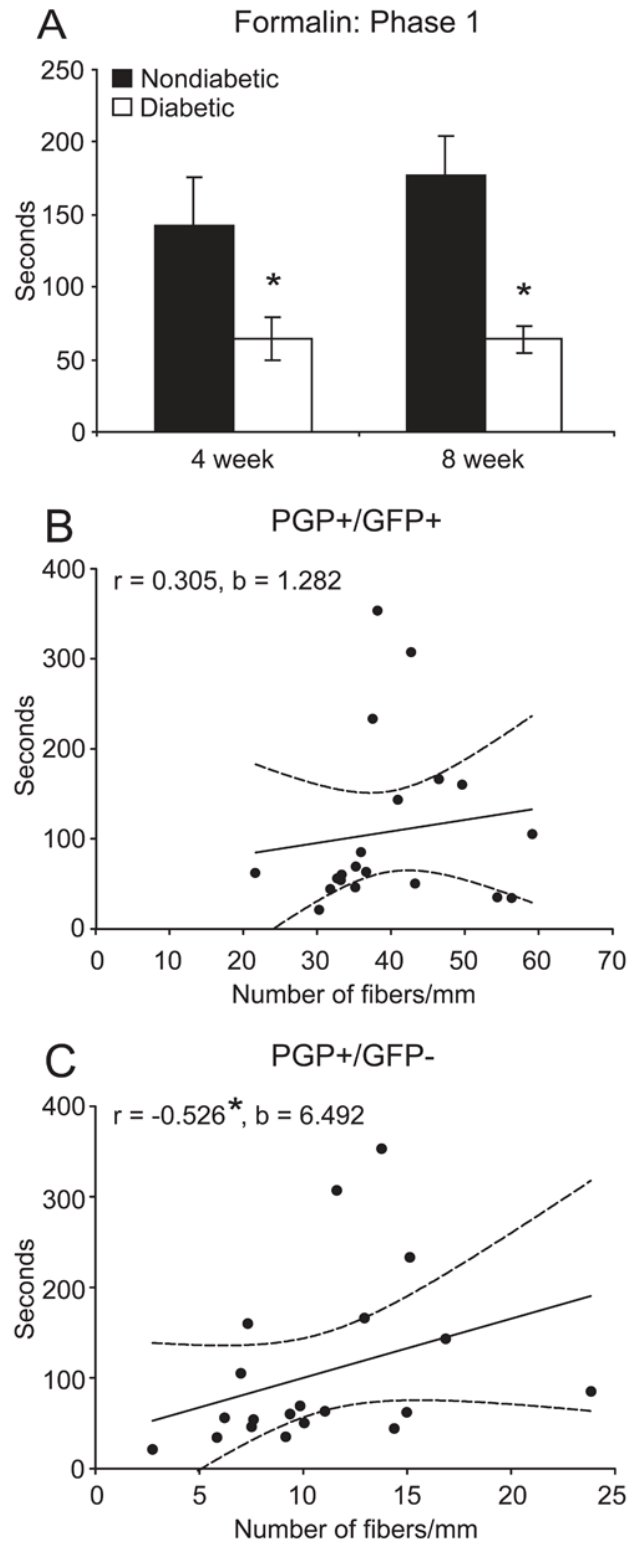 A
Formalin: Phase 1
Nondiabetic
Diabetic
Seconds
250
200
150
100
50
0
*
*
4 week
8 week
B
PGP+/GFP+
r = 0.305, b = 1.282
Seconds
400
300
200
100
0
0 10 20 30 40 50 60 70
Number of fibers/mm
C
PGP+/GFP-
r = -0.526*, b = 6.492
Seconds
400
300
200
100
0
0 5 10 15 20 25
Number of fibers/mm